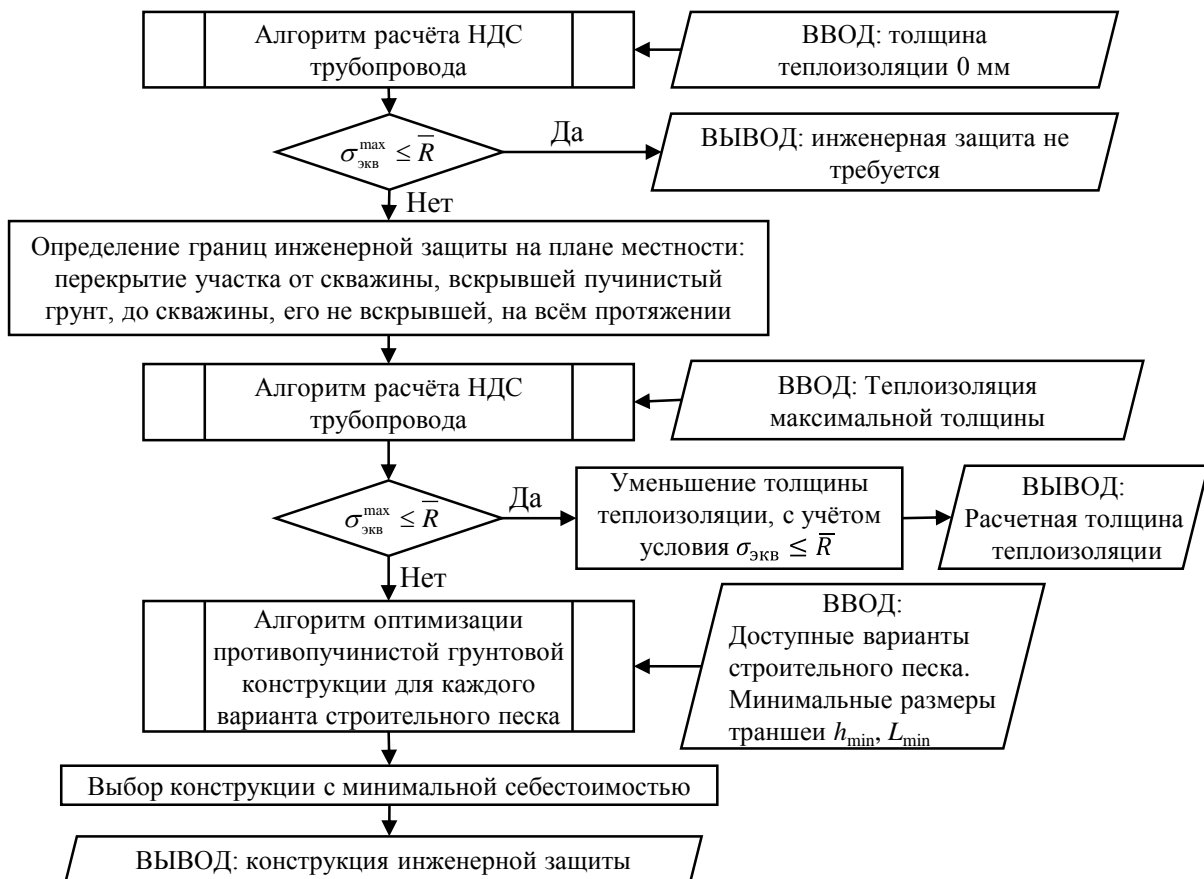 Алгоритм расчёта НДС
трубопровода
ВВОД: толщина
теплоизоляции 0 мм
σ_экв^max ≤ R̅
Да
ВЫВОД: инженерная защита не
требуется
Нет
Определение границ инженерной защиты на плане местности:
перекрытие участка от скважины, вскрывшей пучинистый
грунт, до скважины, его не вскрывшей, на всём протяжении
Алгоритм расчёта НДС
трубопровода
ВВОД: Теплоизоляция
максимальной толщины
σ_экв^max ≤ R̅
Да
Уменьшение толщины
теплоизоляции, с учётом
условия σ_экв ≤ R̅
ВЫВОД:
Расчетная толщина
теплоизоляции
Нет
Алгоритм оптимизации
противопучинистой грунтовой
конструкции для каждого
варианта строительного песка
ВВОД:
Доступные варианты
строительного песка.
Минимальные размеры
траншеи h_min, L_min
Выбор конструкции с минимальной себестоимостью
ВЫВОД: конструкция инженерной защиты